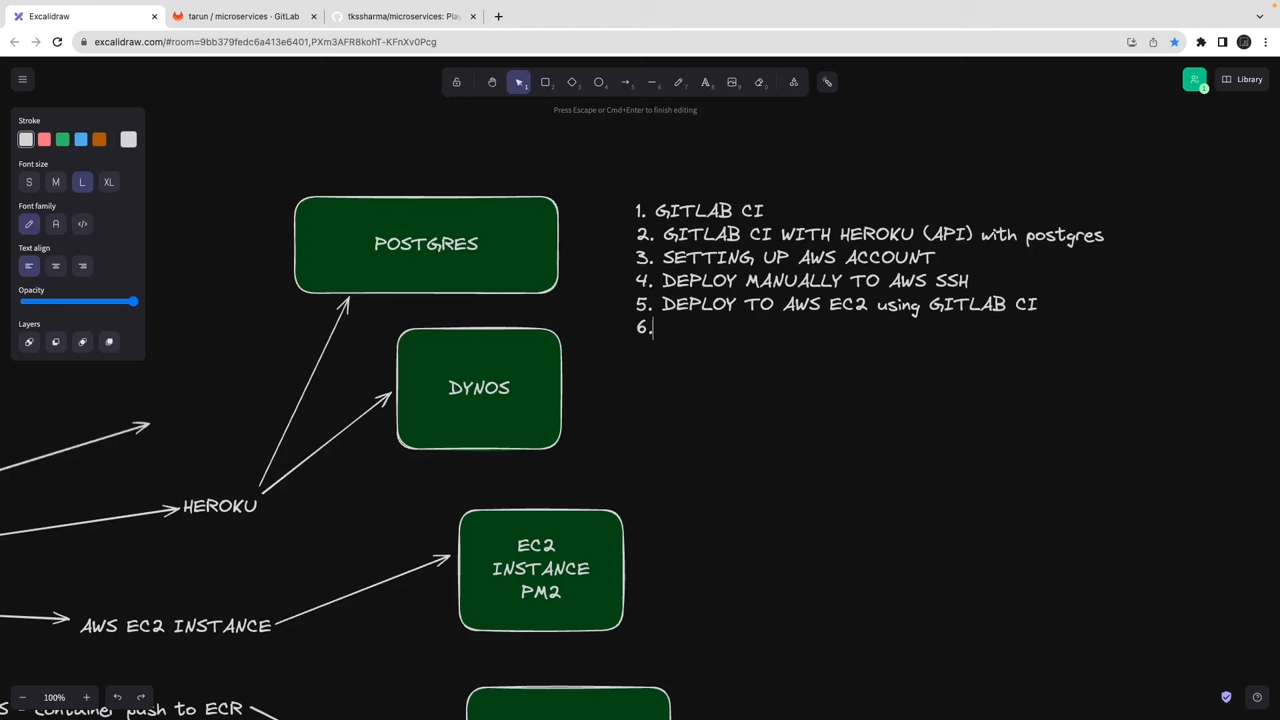 Excalidraw
tarun / microservices · GitLab
tkssharma/microservices: Pla
excalidraw.com/#room=9bb379fedc6a413e6401,PXm3AFR8kohT-KFnXv0Pcg
Library
Press Escape or Cmd+Enter to finish editing
Stroke
Font size
S M L XL
Font family
Text align
Opacity
Layers
POSTGRES
1. GITLAB CI
2. GITLAB CI WITH HEROKU (API) with postgres
3. SETTING UP AWS ACCOUNT
4. DEPLOY MANUALLY TO AWS SSH
5. DEPLOY TO AWS EC2 using GITLAB CI
6.
DYNOS
HEROKU
EC2
INSTANCE
PM2
AWS EC2 INSTANCE
S - container push to ECR
100%